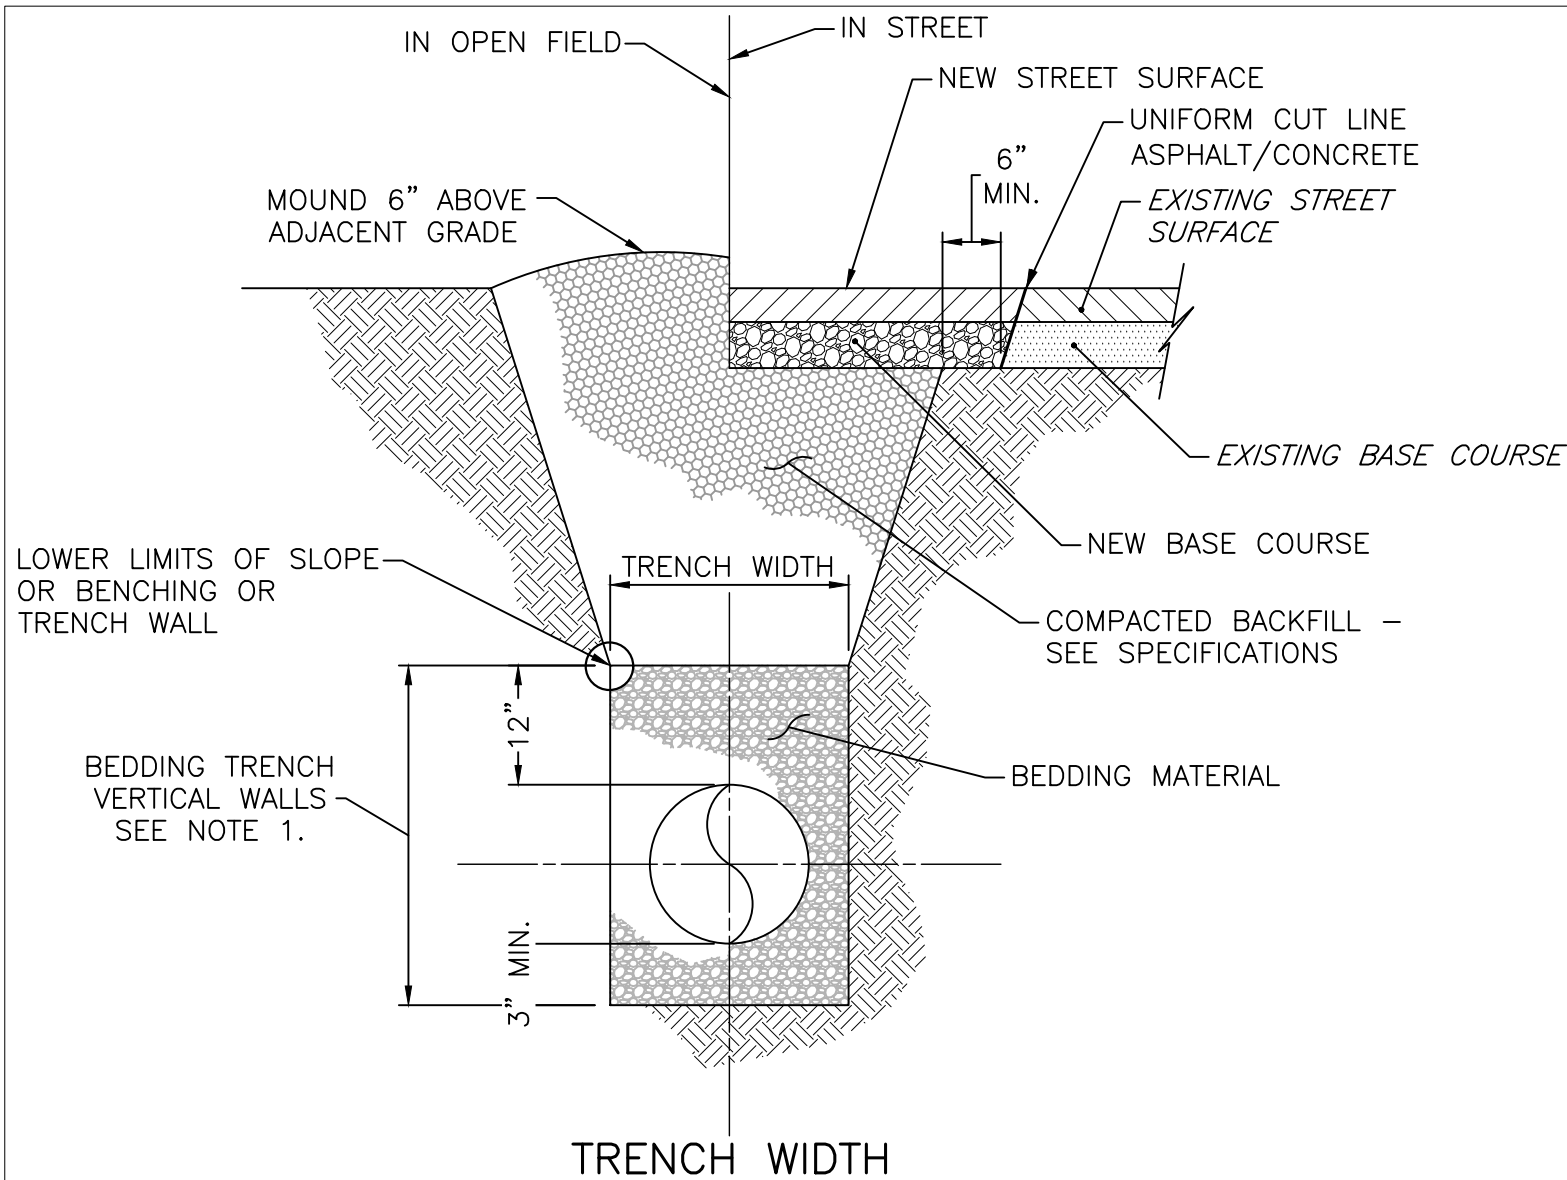 IN OPEN FIELD
IN STREET
NEW STREET SURFACE
UNIFORM CUT LINE
ASPHALT/CONCRETE
6”
MIN.
EXISTING STREET
SURFACE
MOUND 6” ABOVE
ADJACENT GRADE
EXISTING BASE COURSE
NEW BASE COURSE
LOWER LIMITS OF SLOPE
OR BENCHING OR
TRENCH WALL
TRENCH WIDTH
COMPACTED BACKFILL –
SEE SPECIFICATIONS
12”
BEDDING TRENCH
VERTICAL WALLS
SEE NOTE 1.
BEDDING MATERIAL
3” MIN.
TRENCH WIDTH